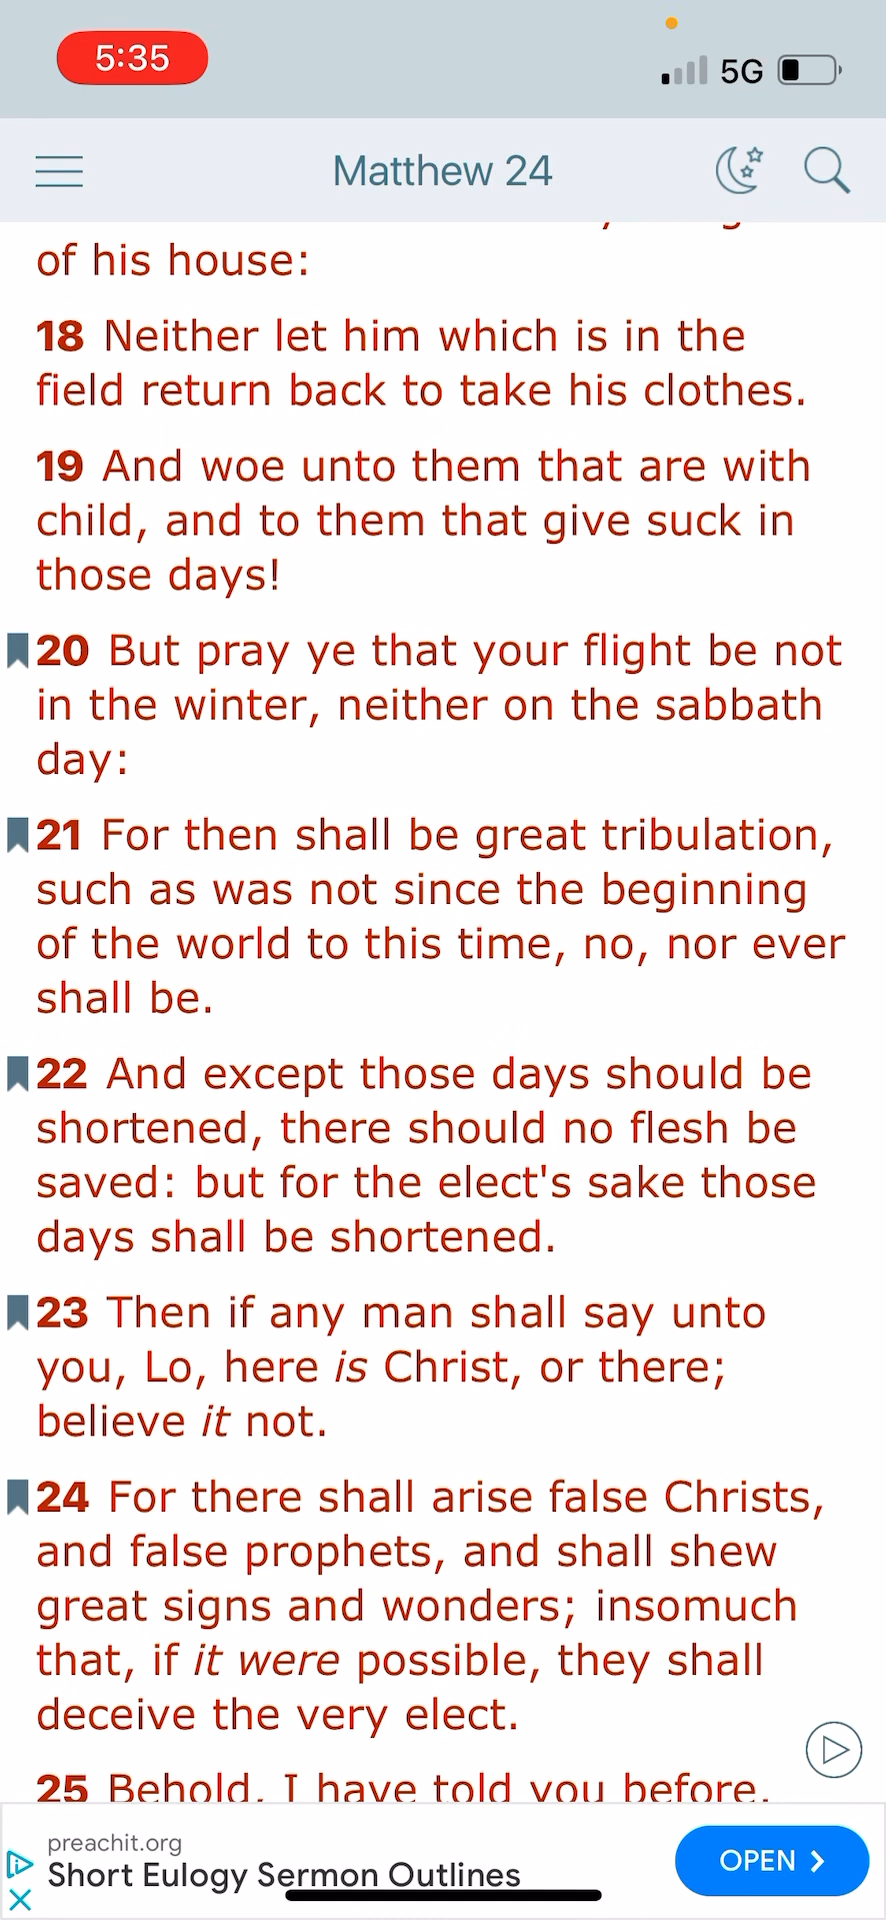 5:35
5G
Matthew 24
of his house:
18 Neither let him which is in the
field return back to take his clothes.
19 And woe unto them that are with
child, and to them that give suck in
those days!
20 But pray ye that your flight be not
in the winter, neither on the sabbath
day:
21 For then shall be great tribulation,
such as was not since the beginning
of the world to this time, no, nor ever
shall be.
22 And except those days should be
shortened, there should no flesh be
saved: but for the elect's sake those
days shall be shortened.
23 Then if any man shall say unto
you, Lo, here is Christ, or there;
believe it not.
24 For there shall arise false Christs,
and false prophets, and shall shew
great signs and wonders; insomuch
that, if it were possible, they shall
deceive the very elect.
25 Behold, I have told you before.
preachit.org
Short Eulogy Sermon Outlines
OPEN